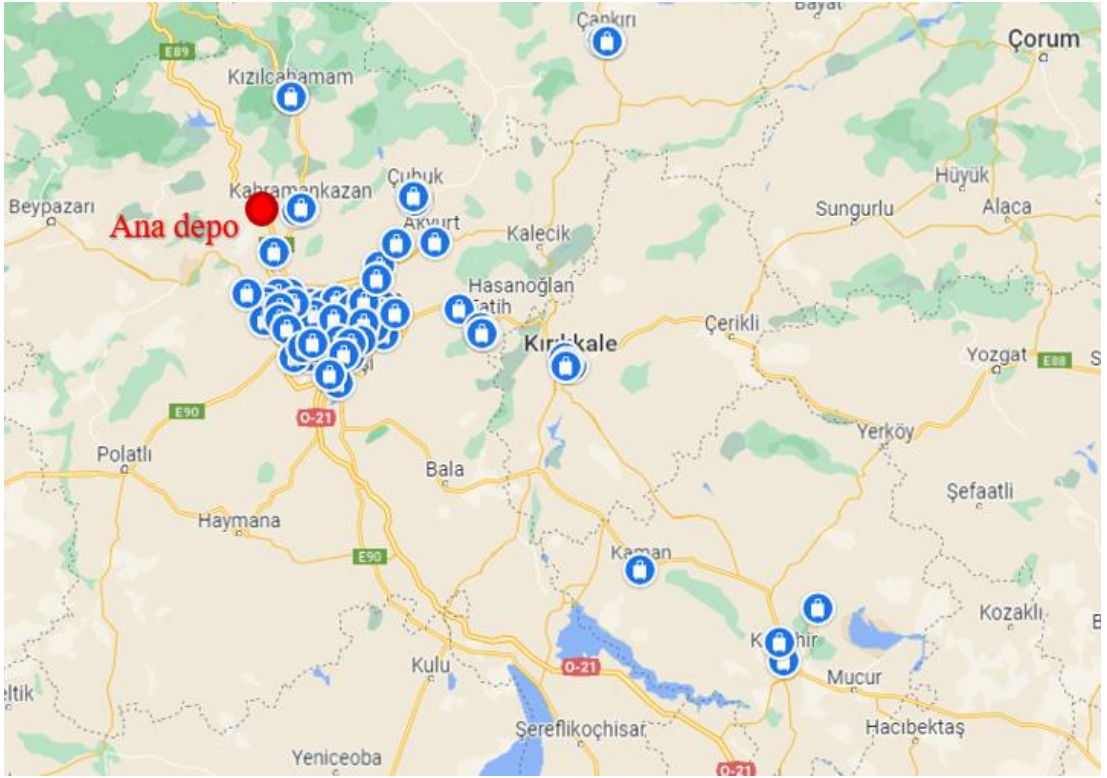 Çankırı
Bayat
Çorum
E89
Kızılcahamam
Hüyük
Alaca
Sungurlu
Beypazarı
Kahramankazan
Çubuk
Akyurt
Ana depo
Kalecik
Hasanoğlan
Kırıkkale
Çerikli
Yozgat
E88
S
E90
O-21
Polatlı
Bala
Yerköy
Şefaatli
Haymana
E90
Kaman
Kozaklı
Kulu
O-21
Mucur
Hacıbektaş
Şereflikoçhisar
Yeniceoba
O-21